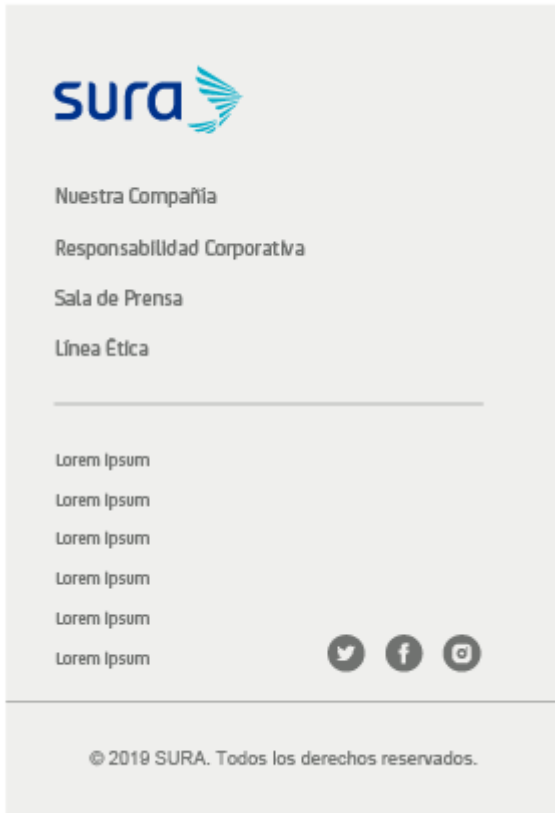 sura
Nuestra Compañía
Responsabilidad Corporativa
Sala de Prensa
Línea Ética
Lorem Ipsum
Lorem Ipsum
Lorem Ipsum
Lorem Ipsum
Lorem Ipsum
Lorem Ipsum
© 2019 SURA. Todos los derechos reservados.